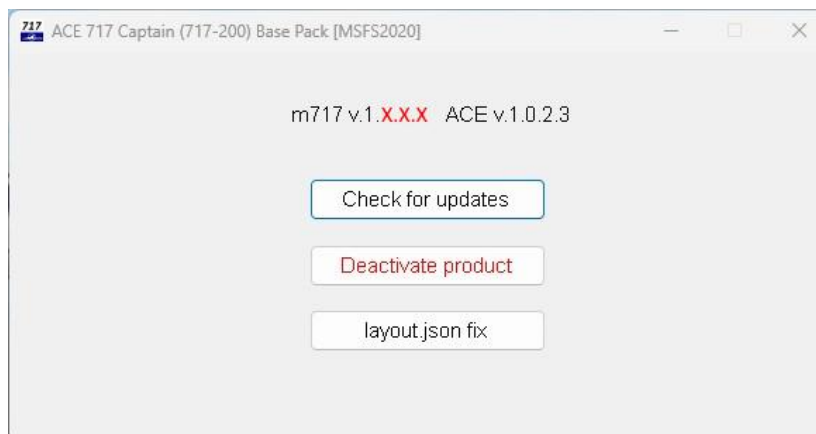 717
ACE 717 Captain (717-200) Base Pack [MSFS2020]
m717 v.1.X.X.X ACE v.1.0.2.3
Check for updates
Deactivate product
layout.json fix